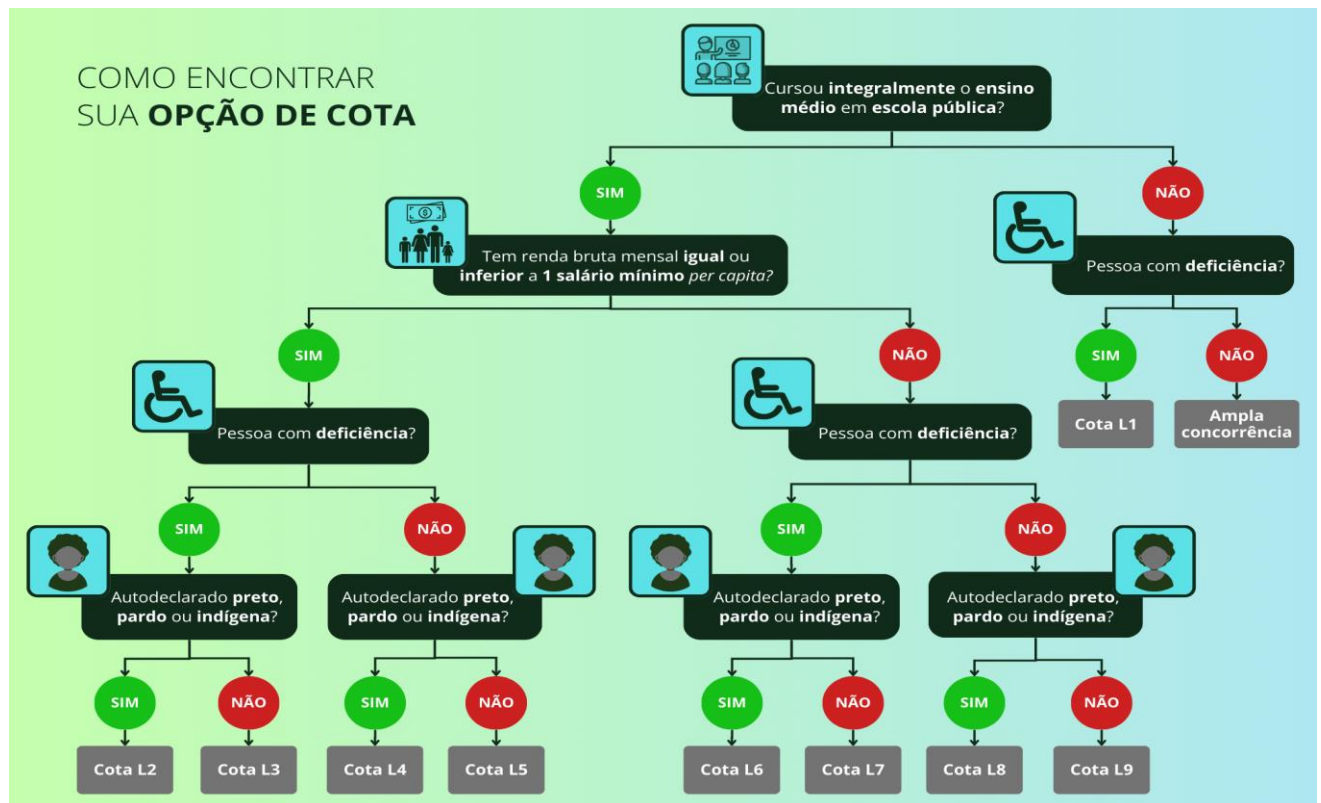 COMO ENCONTRAR
SUA OPÇÃO DE COTA
Cursou integralmente o ensino
médio em escola pública?
SIM
NÃO
Tem renda bruta mensal igual ou
inferior a 1 salário mínimo per capita?
Pessoa com deficiência?
SIM
NÃO
SIM
NÃO
Cota L1
Ampla
concorrência
Pessoa com deficiência?
Pessoa com deficiência?
SIM
NÃO
SIM
NÃO
Autodeclarado preto,
pardo ou indígena?
Autodeclarado preto,
pardo ou indígena?
Autodeclarado preto,
pardo ou indígena?
Autodeclarado preto,
pardo ou indígena?
SIM
NÃO
SIM
NÃO
SIM
NÃO
SIM
NÃO
Cota L2
Cota L3
Cota L4
Cota L5
Cota L6
Cota L7
Cota L8
Cota L9